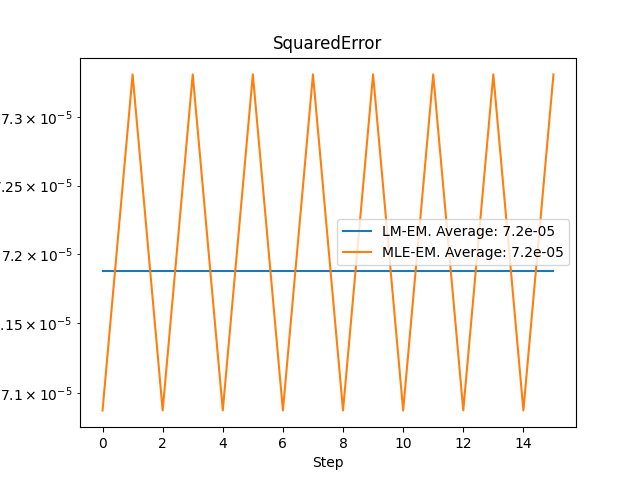 SquaredError
7.3 × 10⁻⁵
7.25 × 10⁻⁵
7.2 × 10⁻⁵
.15 × 10⁻⁵
7.1 × 10⁻⁵
LM-EM. Average: 7.2e-05
MLE-EM. Average: 7.2e-05
0 2 4 6 8 10 12 14
Step